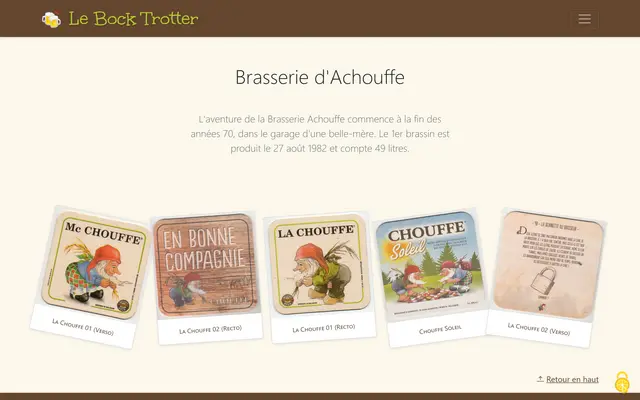 Le Bock Trotter
Brasserie d'Achouffe
L'aventure de la Brasserie Achouffe commence à la fin des
années 70, dans le garage d'une belle-mère. Le 1er brassin est
produit le 27 août 1982 et compte 49 litres.
Mc CHOUFFE
EN BONNE
COMPAGNIE
LA CHOUFFE
CHOUFFE
Soleil
La Chouffe 01 (Verso)
La Chouffe 02 (Recto)
La Chouffe 01 (Recto)
Chouffe Soleil
La Chouffe 02 (Verso)
Retour en haut